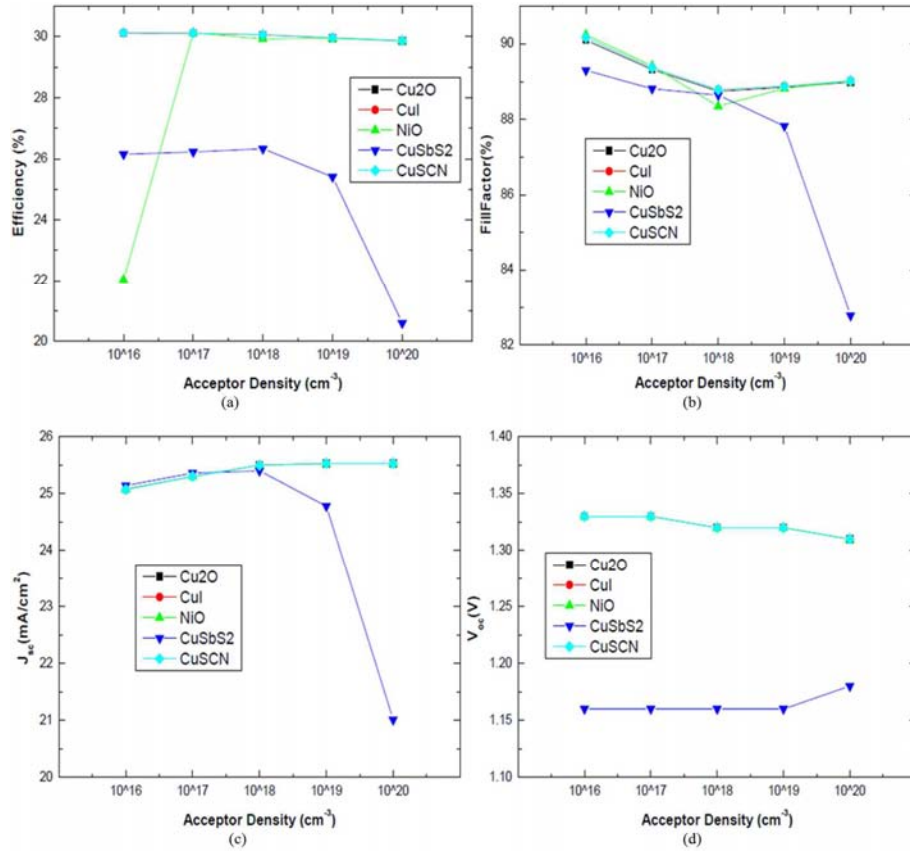 30
28
26
24
22
20
Efficiency (%)
Cu2O
CuI
NiO
CuSbS2
CuSCN
10^16 10^17 10^18 10^19 10^20
Acceptor Density (cm-3)
(a)
90
88
86
84
82
FillFactor(%)
Cu2O
CuI
NiO
CuSbS2
CuSCN
10^16 10^17 10^18 10^19 10^20
Acceptor Density (cm-3)
(b)
26
25
24
23
22
21
20
Jsc(mA/cm²)
Cu2O
CuI
NiO
CuSbS2
CuSCN
10^16 10^17 10^18 10^19 10^20
Acceptor Density (cm-3)
(c)
1.40
1.35
1.30
1.25
1.20
1.15
1.10
Voc(V)
Cu2O
CuI
NiO
CuSbS2
CuSCN
10^16 10^17 10^18 10^19 10^20
Acceptor Density (cm-3)
(d)